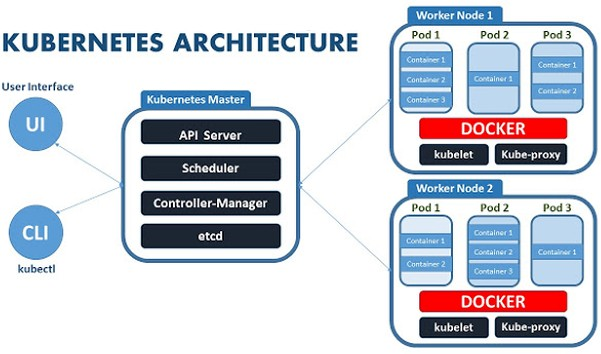 KUBERNETES ARCHITECTURE
User Interface
UI
CLI
kubectl
Kubernetes Master
API Server
Scheduler
Controller-Manager
etcd
Worker Node 1
Pod 1
Container 1
Container 2
Container 3
Pod 2
Container 1
Pod 3
Container 1
Container 2
DOCKER
kubelet
Kube-proxy
Worker Node 2
Pod 1
Container 1
Container 2
Pod 2
Container 1
Container 2
Container 3
Pod 3
Container 1
DOCKER
kubelet
Kube-proxy